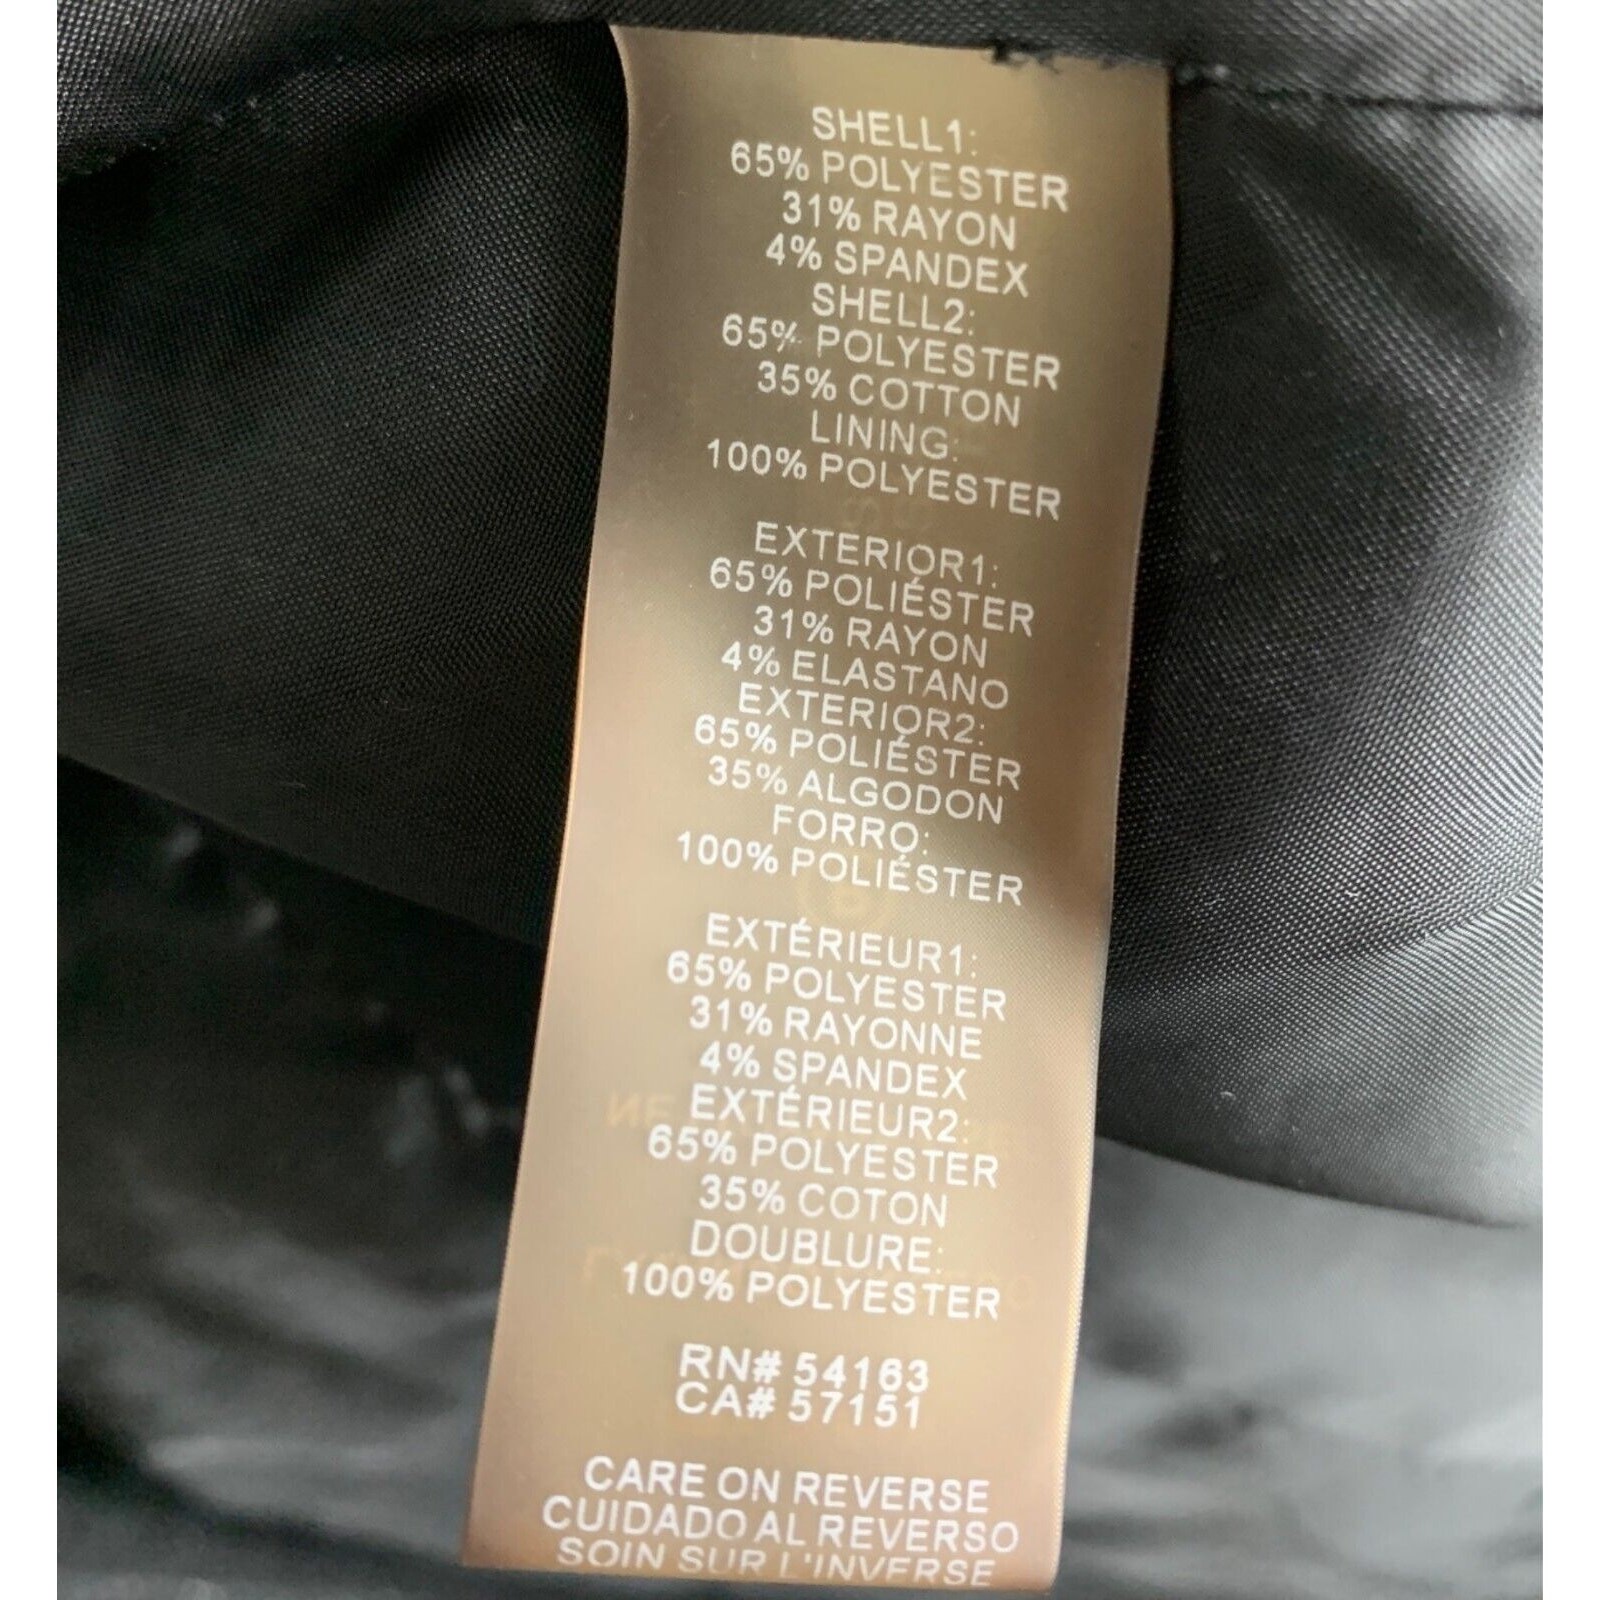 SHELL1:
65% POLYESTER
31% RAYON
4% SPANDEX
SHELL2:
65% POLYESTER
35% COTTON
LINING:
100% POLYESTER
EXTERIOR1:
65% POLIÉSTER
31% RAYON
4% ELASTANO
EXTERIOR2:
65% POLIÉSTER
35% ALGODON
FORRO:
100% POLIÉSTER
EXTÉRIEUR1:
65% POLYESTER
31% RAYONNE
4% SPANDEX
EXTÉRIEUR2:
65% POLYESTER
35% COTON
DOUBLURE:
100% POLYESTER
RN# 54163
CA# 57151
CARE ON REVERSE
CUIDADO AL REVERSO
SOIN SUR L'INVERSE